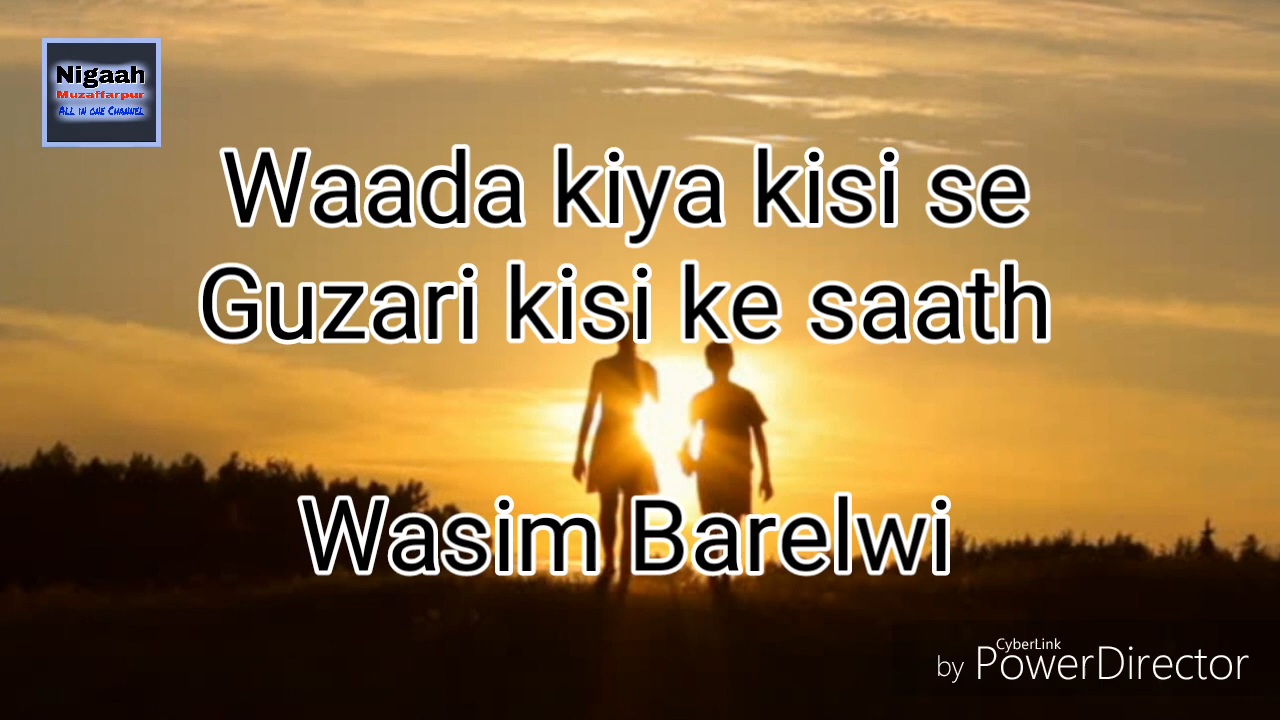 Nigaah
Muzaffarpur
ALL IN ONE CHANNEL
Waada kiya kisi se
Guzari kisi ke saath
Wasim Barelwi
CyberLink
by PowerDirector